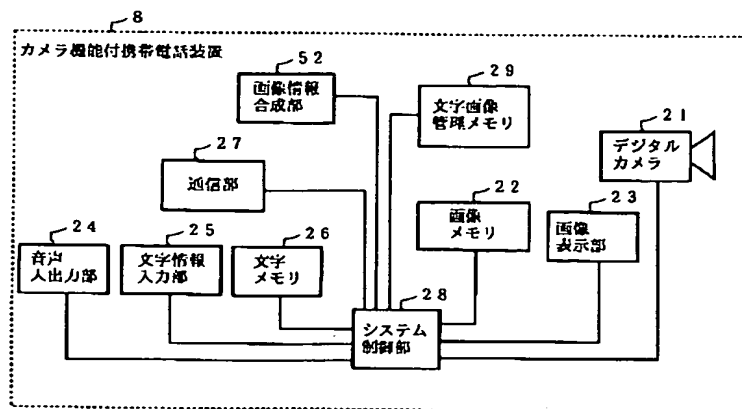 8
カメラ機能付携帯電話装置
52
画像情報
合成部
29
文字画像
管理メモリ
21
デジタル
カメラ
27
通信部
22
画像
メモリ
23
画像
表示部
24
音声
入出力部
25
文字情報
入力部
26
文字
メモリ
28
システム
制御部